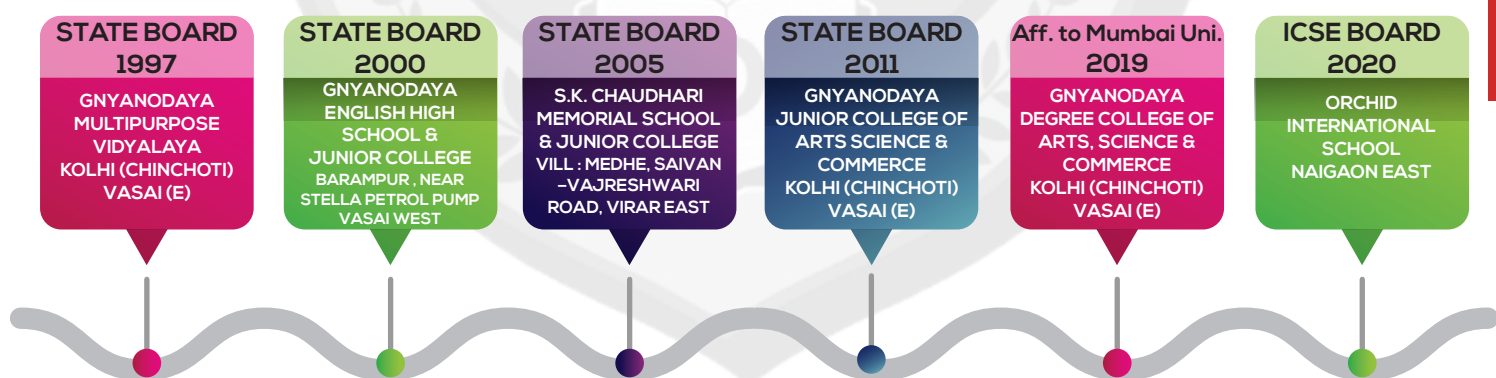 STATE BOARD
1997
GNYANODAYA
MULTIPURPOSE
VIDYALAYA
KOLHI (CHINCHOTI)
VASAI (E)
STATE BOARD
2000
GNYANODAYA
ENGLISH HIGH
SCHOOL &
JUNIOR COLLEGE
BARAMPUR , NEAR
STELLA PETROL PUMP
VASAI WEST
STATE BOARD
2005
S.K. CHAUDHARI
MEMORIAL SCHOOL
& JUNIOR COLLEGE
VILL : MEDHE, SAIVAN
–VAJRESHWARI
ROAD, VIRAR EAST
STATE BOARD
2011
GNYANODAYA
JUNIOR COLLEGE OF
ARTS SCIENCE &
COMMERCE
KOLHI (CHINCHOTI)
VASAI (E)
Aff. to Mumbai Uni.
2019
GNYANODAYA
DEGREE COLLEGE OF
ARTS, SCIENCE &
COMMERCE
KOLHI (CHINCHOTI)
VASAI (E)
ICSE BOARD
2020
ORCHID
INTERNATIONAL
SCHOOL
NAIGAON EAST